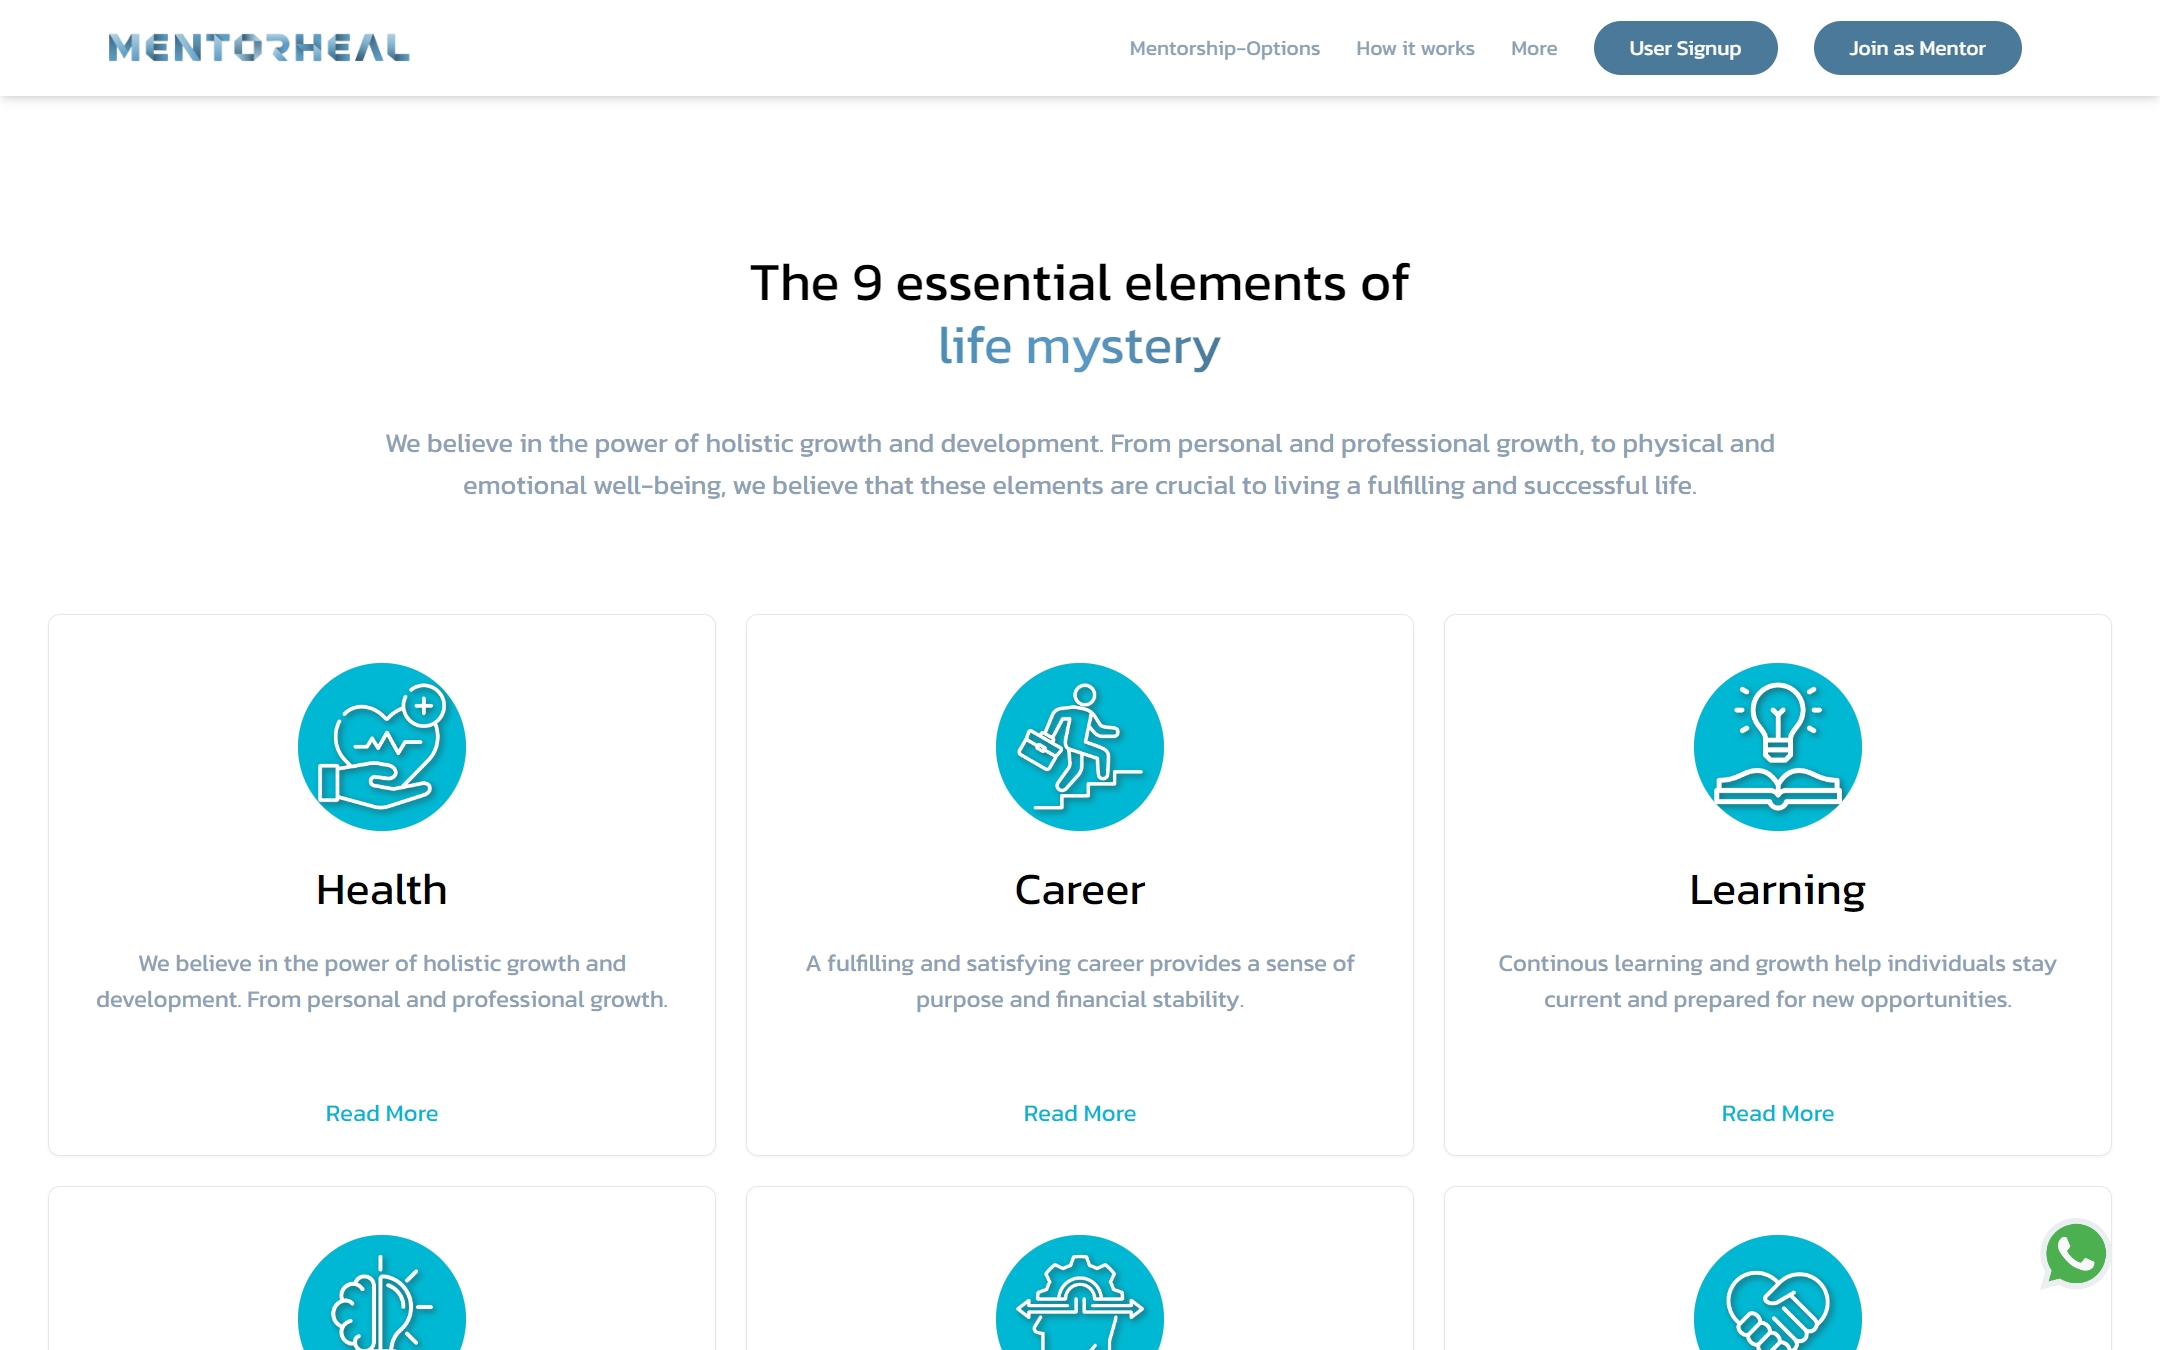 MENTORHEAL
Mentorship-Options
How it works
More
User Signup
Join as Mentor
The 9 essential elements of
life mystery
We believe in the power of holistic growth and development. From personal and professional growth, to physical and
emotional well-being, we believe that these elements are crucial to living a fulfilling and successful life.
Health
We believe in the power of holistic growth and
development. From personal and professional growth.
Read More
Career
A fulfilling and satisfying career provides a sense of
purpose and financial stability.
Read More
Learning
Continous learning and growth help individuals stay
current and prepared for new opportunities.
Read More